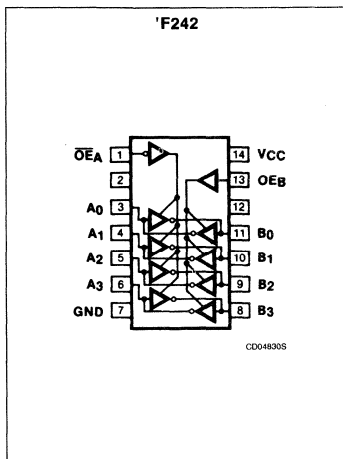 'F242
OEA 1 14 VCC
2 13 OEB
A0 3 12
A1 4 11 B0
A2 5 10 B1
A3 6 9 B2
GND 7 8 B3
CD04830S